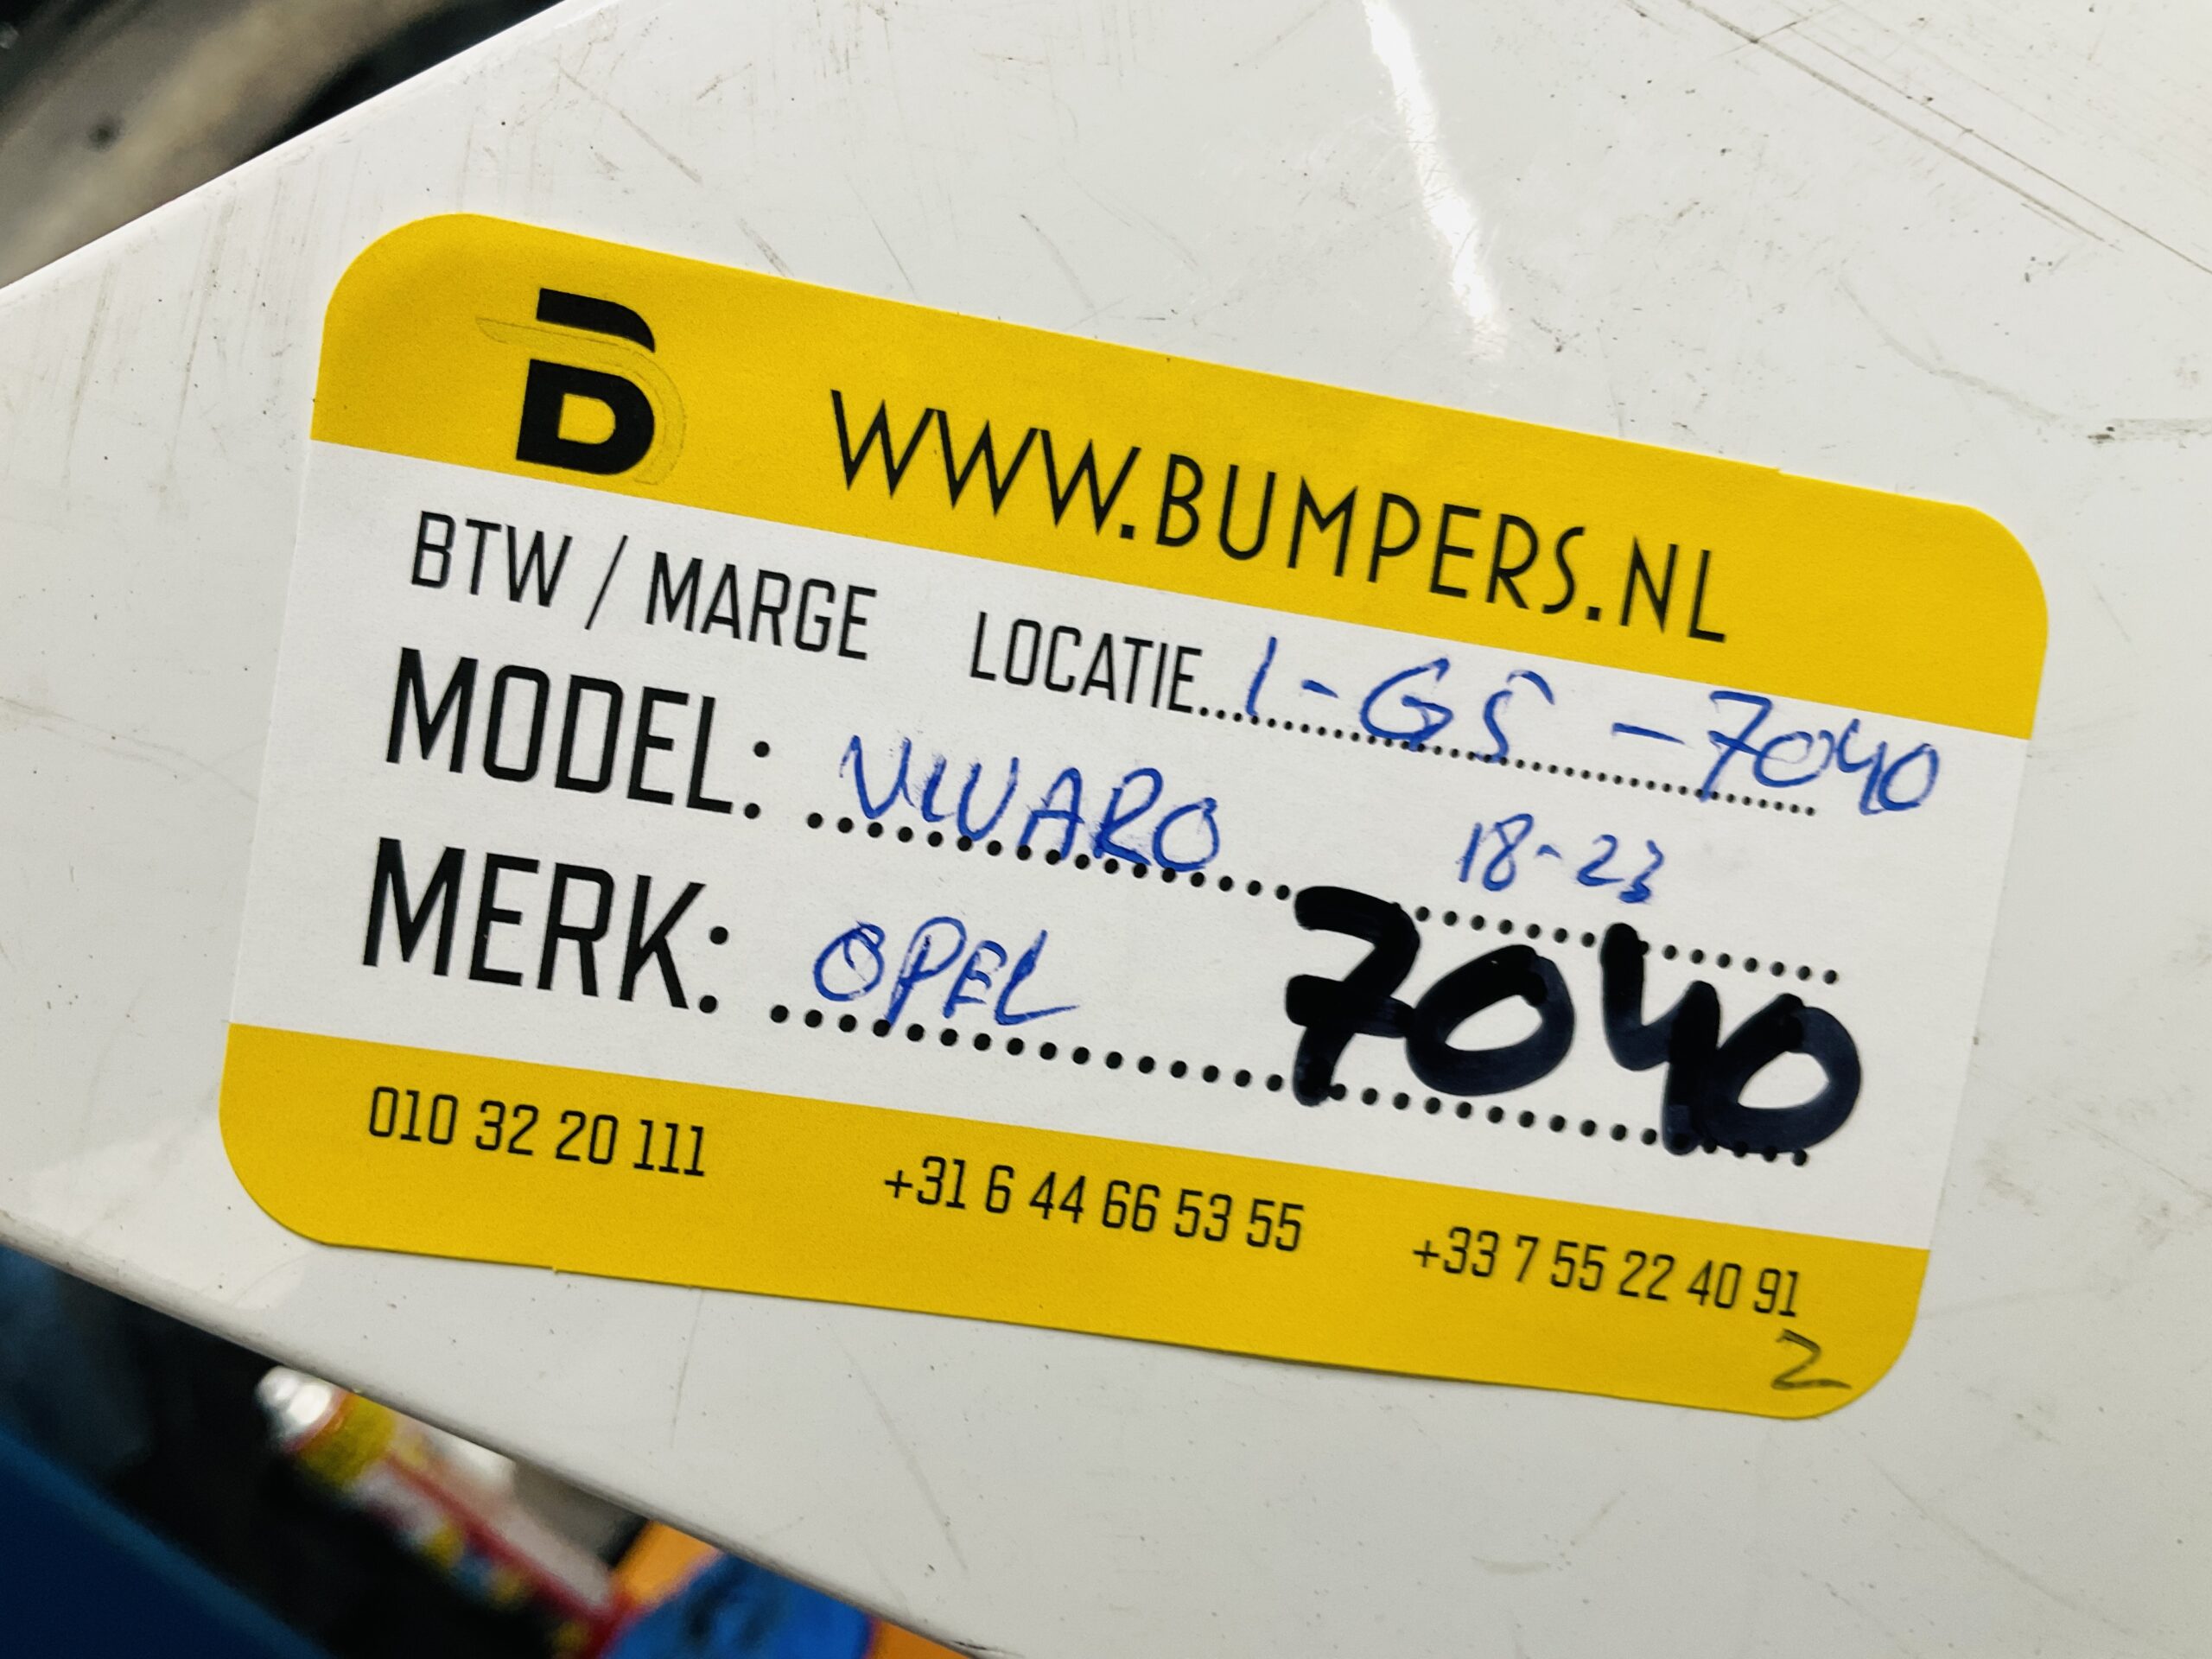 B WWW.BUMPERS.NL
BTW / MARGE LOCATIE...1-G5-7040
MODEL: VIVARO 18-23
MERK: OPEL 7040
010 32 20 111 +31 6 44 66 53 55 +33 7 55 22 40 91
2